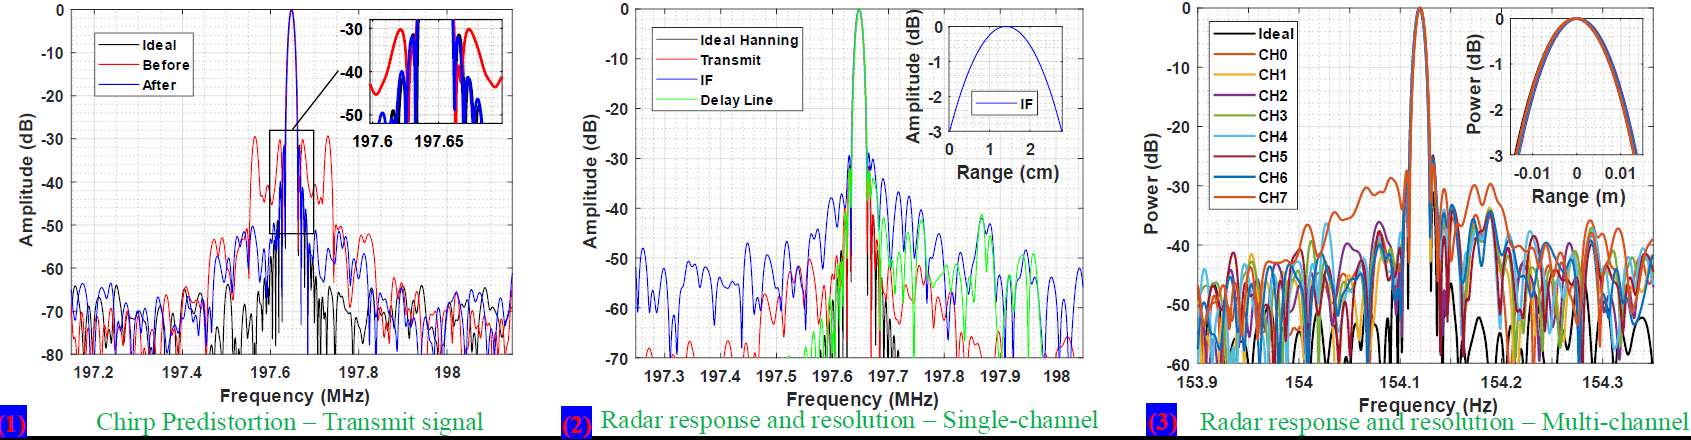 0
-10
-20
-30
-40
-50
-60
-70
-80
197.2
197.4
197.6
197.8
198
Amplitude (dB)
Frequency (MHz)
Ideal
Before
After
-30
-40
-50
197.6
197.65
(1)
Chirp Predistortion – Transmit signal
0
-10
-20
-30
-40
-50
-60
-70
197.3
197.4
197.5
197.6
197.7
197.8
197.9
198
Amplitude (dB)
Frequency (MHz)
Ideal Hanning
Transmit
IF
Delay Line
Amplitude (dB)
0
-1
-2
-3
0
1
2
Range (cm)
IF
(2)
Radar response and resolution – Single-channel
0
-10
-20
-30
-40
-50
-60
153.9
154
154.1
154.2
154.3
Power (dB)
Frequency (Hz)
Ideal
CH0
CH1
CH2
CH3
CH4
CH5
CH6
CH7
Power (dB)
0
-1
-2
-3
-0.01
0
0.01
Range (m)
(3)
Radar response and resolution – Multi-channel